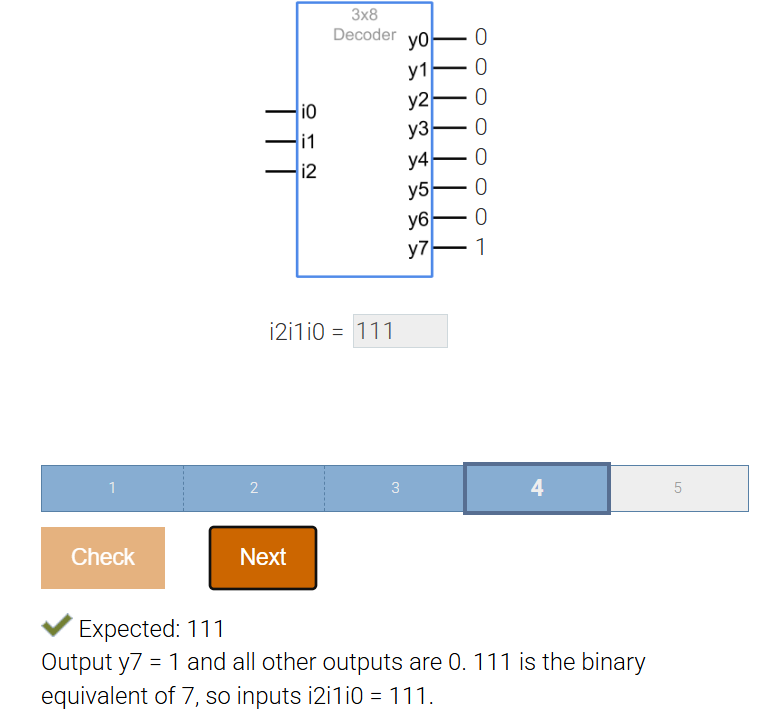 3x8
Decoder
y0 0
y1 0
y2 0
i0 y3 0
i1 y4 0
i2 y5 0
y6 0
y7 1
i2i1i0 = 111
1 2 3 4 5
Check Next
Expected: 111
Output y7 = 1 and all other outputs are 0. 111 is the binary
equivalent of 7, so inputs i2i1i0 = 111.